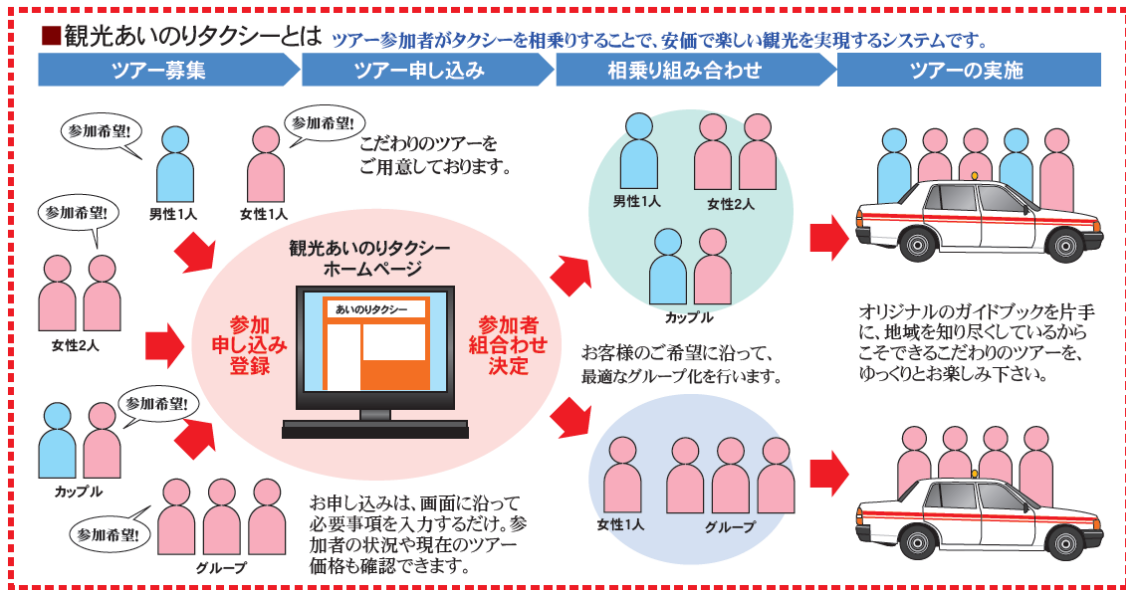 ■観光あいのりタクシーとは ツアー参加者がタクシーを相乗りすることで、安価で楽しい観光を実現するシステムです。
ツアー募集
ツアー申し込み
相乗り組み合わせ
ツアーの実施
参加希望!
男性1人
参加希望!
女性1人
こだわりのツアーを
ご用意しております。
参加希望!
女性2人
参加希望!
カップル
参加希望!
グループ
観光あいのりタクシー
ホームページ
あいのりタクシー
参加
申し込み
登録
参加者
組合わせ
決定
お申し込みは、画面に沿って
必要事項を入力するだけ。参
加者の状況や現在のツアー
価格も確認できます。
男性1人
女性2人
カップル
お客様のご希望に沿って、
最適なグループ化を行います。
女性1人
グループ
オリジナルのガイドブックを片手
に、地域を知り尽くしているから
こそできるこだわりのツアーを、
ゆっくりとお楽しみ下さい。